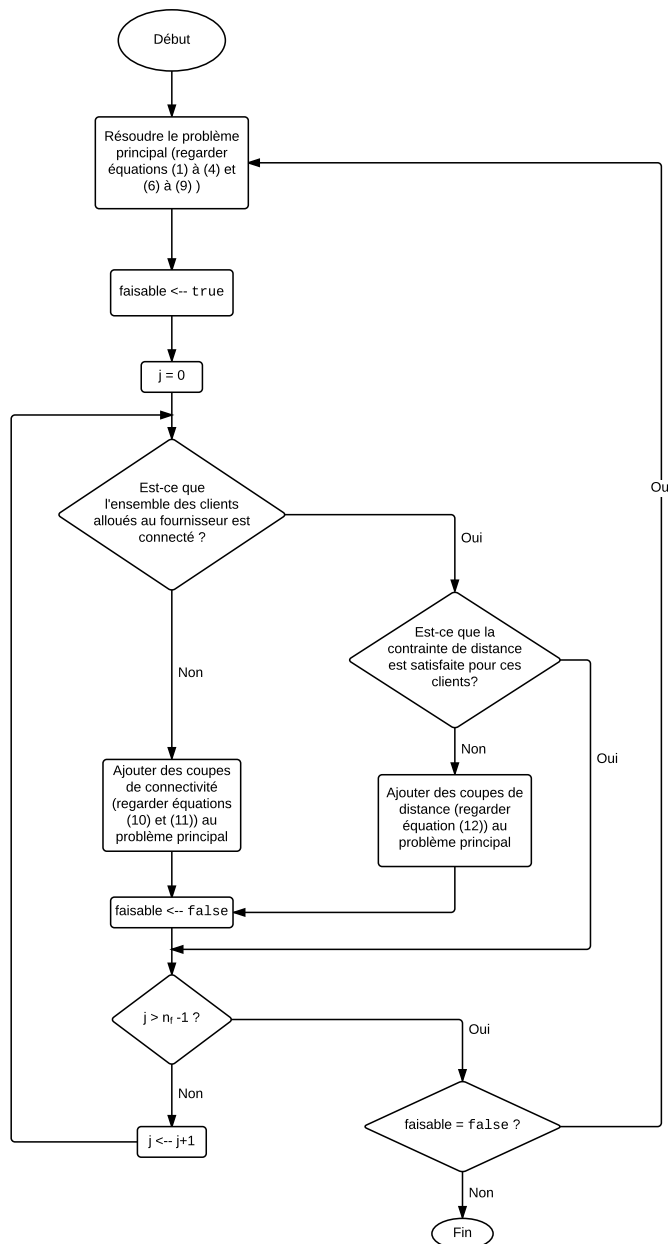 Début
Résoudre le problème
principal (regarder
équations (1) à (4) et
(6) à (9) )
faisable <-- true
j = 0
Est-ce que
l'ensemble des clients
alloués au fournisseur est
connecté ?
Oui
Ou
Est-ce que la
contrainte de distance
est satisfaite pour ces
clients?
Non
Non
Oui
Ajouter des coupes
de connectivité
(regarder équations
(10) et (11)) au
problème principal
Ajouter des coupes de
distance (regarder
équation (12)) au
problème principal
faisable <-- false
j > nf -1 ?
Oui
Non
j <-- j+1
faisable = false ?
Non
Fin